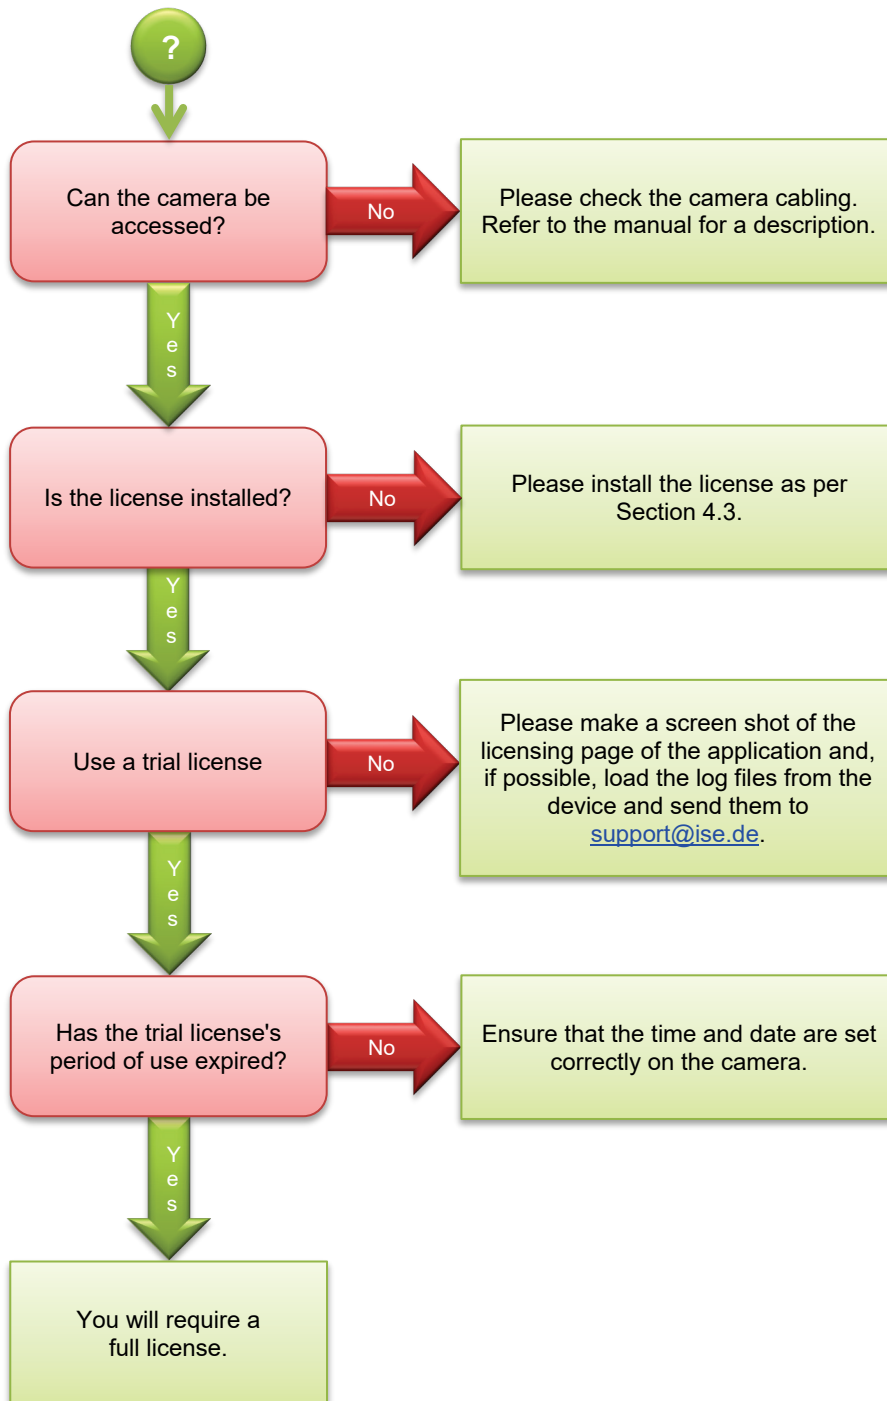 ?
Can the camera be
accessed?
No
Please check the camera cabling.
Refer to the manual for a description.
Yes
Is the license installed?
No
Please install the license as per
Section 4.3.
Yes
Use a trial license
No
Please make a screen shot of the
licensing page of the application and,
if possible, load the log files from the
device and send them to
support@ise.de.
Yes
Has the trial license's
period of use expired?
No
Ensure that the time and date are set
correctly on the camera.
Yes
You will require a
full license.